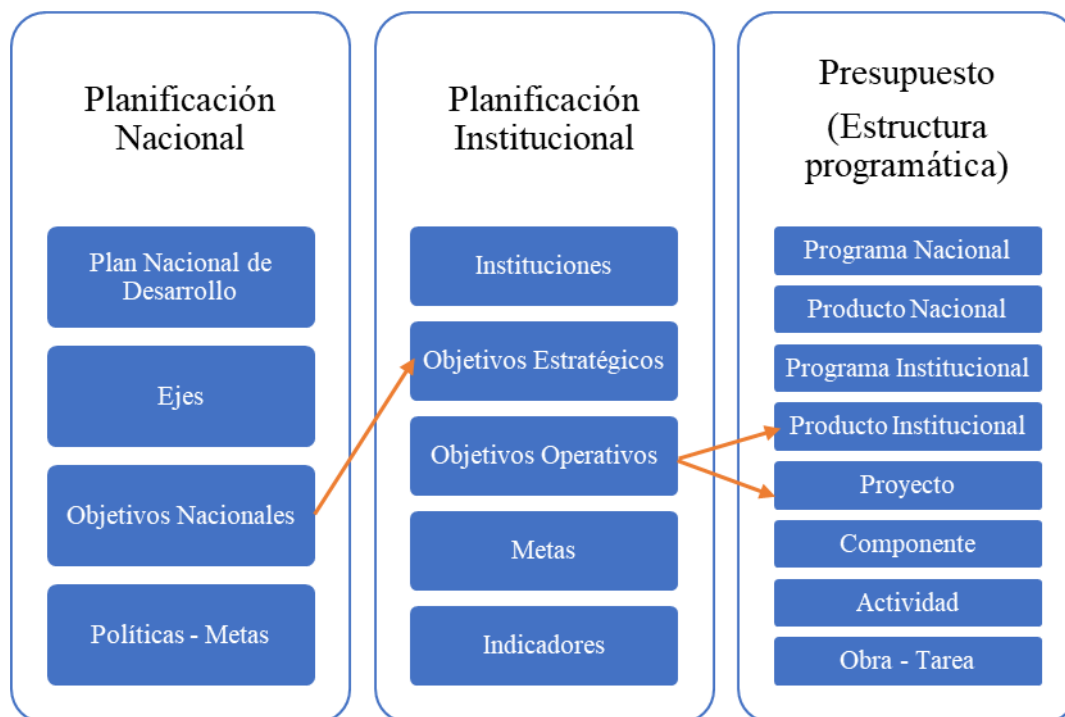 Planificación
Nacional
Plan Nacional de
Desarrollo
Ejes
Objetivos Nacionales
Políticas - Metas
Planificación
Institucional
Instituciones
Objetivos Estratégicos
Objetivos Operativos
Metas
Indicadores
Presupuesto
(Estructura
programática)
Programa Nacional
Producto Nacional
Programa Institucional
Producto Institucional
Proyecto
Componente
Actividad
Obra - Tarea